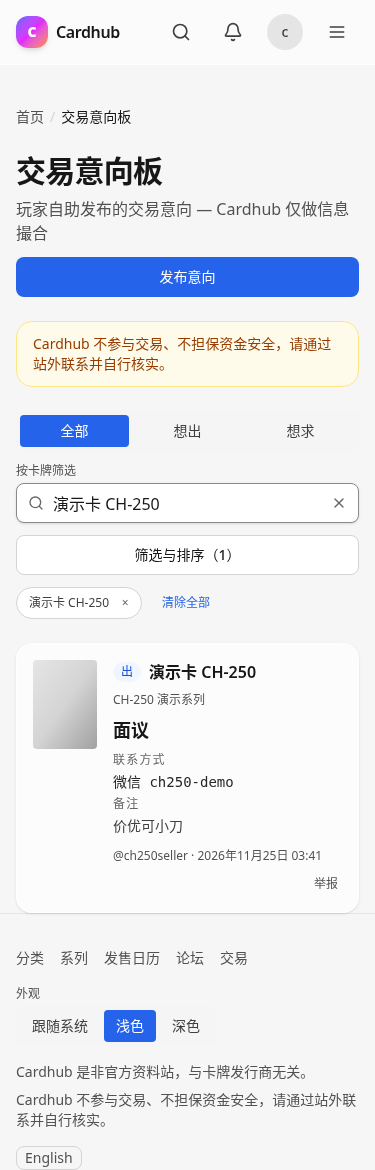 C Cardhub C
首页 / 交易意向板
交易意向板
玩家自助发布的交易意向 — Cardhub 仅做信息
撮合
发布意向
Cardhub 不参与交易、不担保资金安全，请通过
站外联系并自行核实。
全部 想出 想求
按卡牌筛选
演示卡 CH-250 ×
筛选与排序（1）
演示卡 CH-250 × 清除全部
出 演示卡 CH-250
CH-250 演示系列
面议
联系方式
微信 ch250-demo
备注
价优可小刀
@ch250seller · 2026年11月25日 03:41
举报
分类 系列 发售日历 论坛 交易
外观
跟随系统 浅色 深色
Cardhub 是非官方资料站，与卡牌发行商无关。
Cardhub 不参与交易、不担保资金安全，请通过站外联
系并自行核实。
English